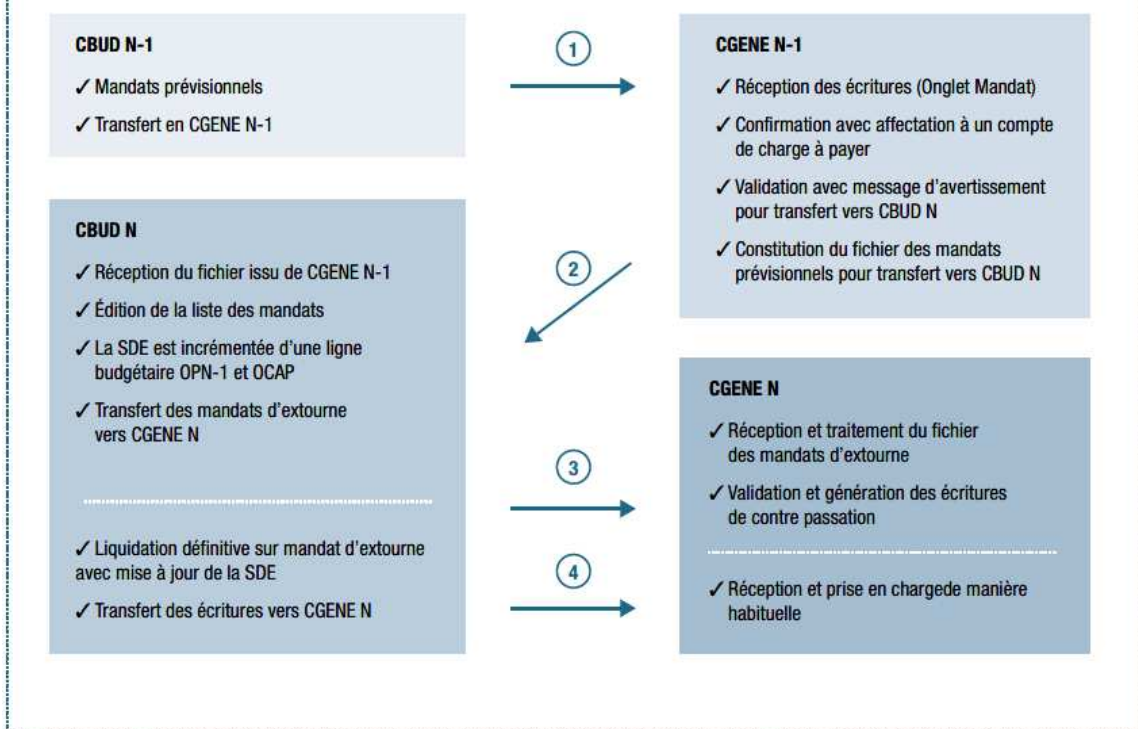 CBUD N-1
✓ Mandats prévisionnels
✓ Transfert en CGENE N-1
1
CGENE N-1
✓ Réception des écritures (Onglet Mandat)
✓ Confirmation avec affectation à un compte
de charge à payer
✓ Validation avec message d'avertissement
pour transfert vers CBUD N
✓ Constitution du fichier des mandats
prévisionnels pour transfert vers CBUD N
2
CBUD N
✓ Réception du fichier issu de CGENE N-1
✓ Édition de la liste des mandats
✓ La SDE est incrémentée d'une ligne
budgétaire OPN-1 et OCAP
✓ Transfert des mandats d'extourne
vers CGENE N
3
CGENE N
✓ Réception et traitement du fichier
des mandats d'extourne
✓ Validation et génération des écritures
de contre passation
✓ Liquidation définitive sur mandat d'extourne
avec mise à jour de la SDE
✓ Transfert des écritures vers CGENE N
4
✓ Réception et prise en chargede manière
habituelle